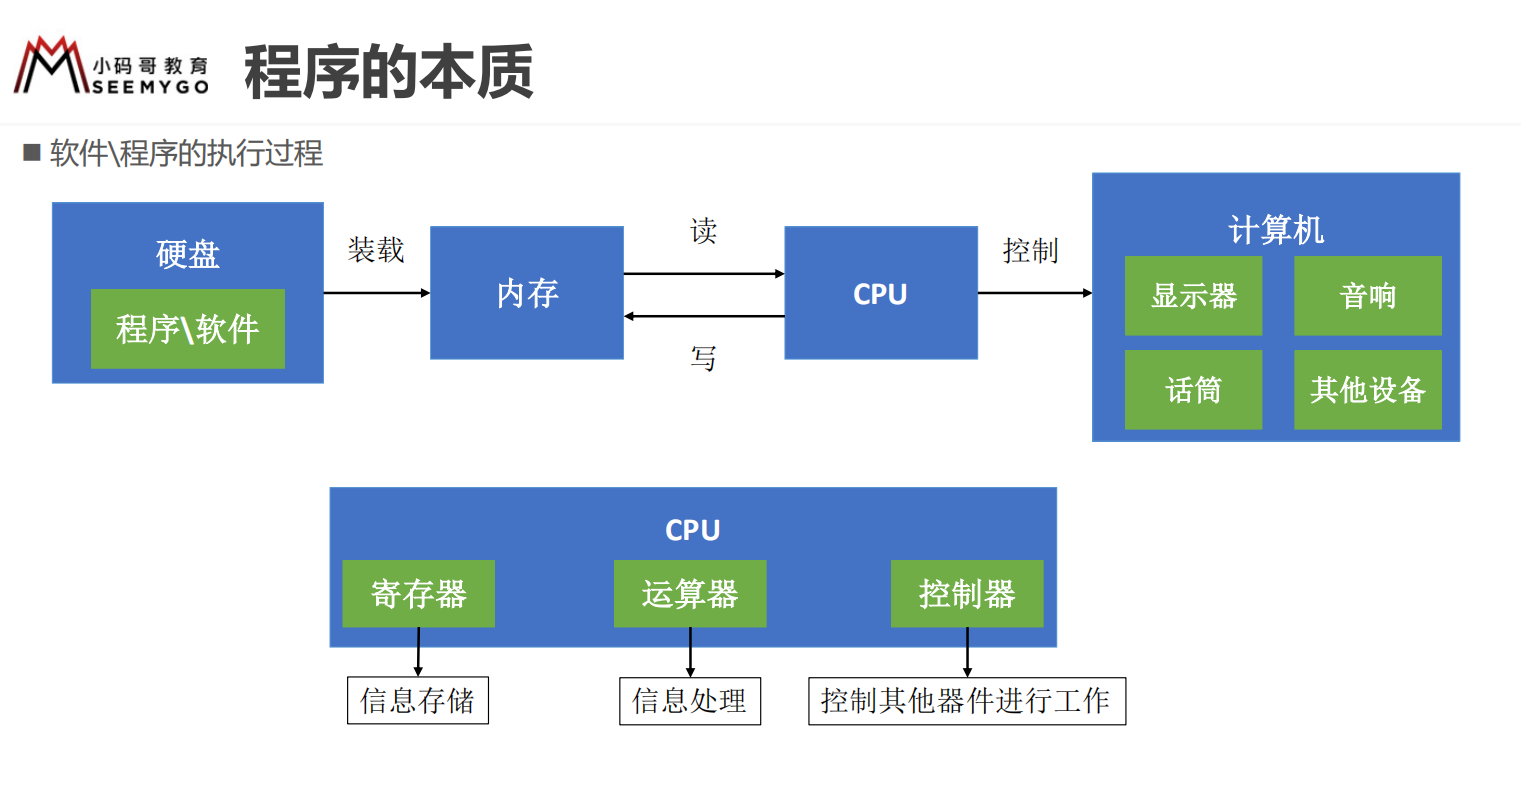 小码哥教育
SEEMYGO
程序的本质
软件\程序的执行过程
硬盘
程序\软件
装载
内存
读
写
CPU
控制
计算机
显示器
音响
话筒
其他设备
CPU
寄存器
运算器
控制器
信息存储
信息处理
控制其他器件进行工作